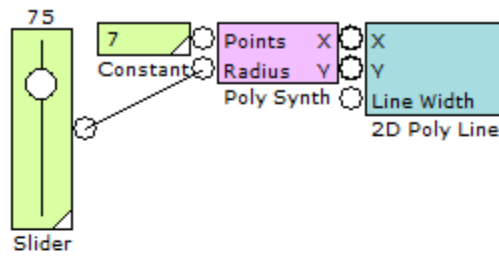 75
7
Constant
Points X
Radius Y
Poly Synth
X
Y
Line Width
2D Poly Line
Slider